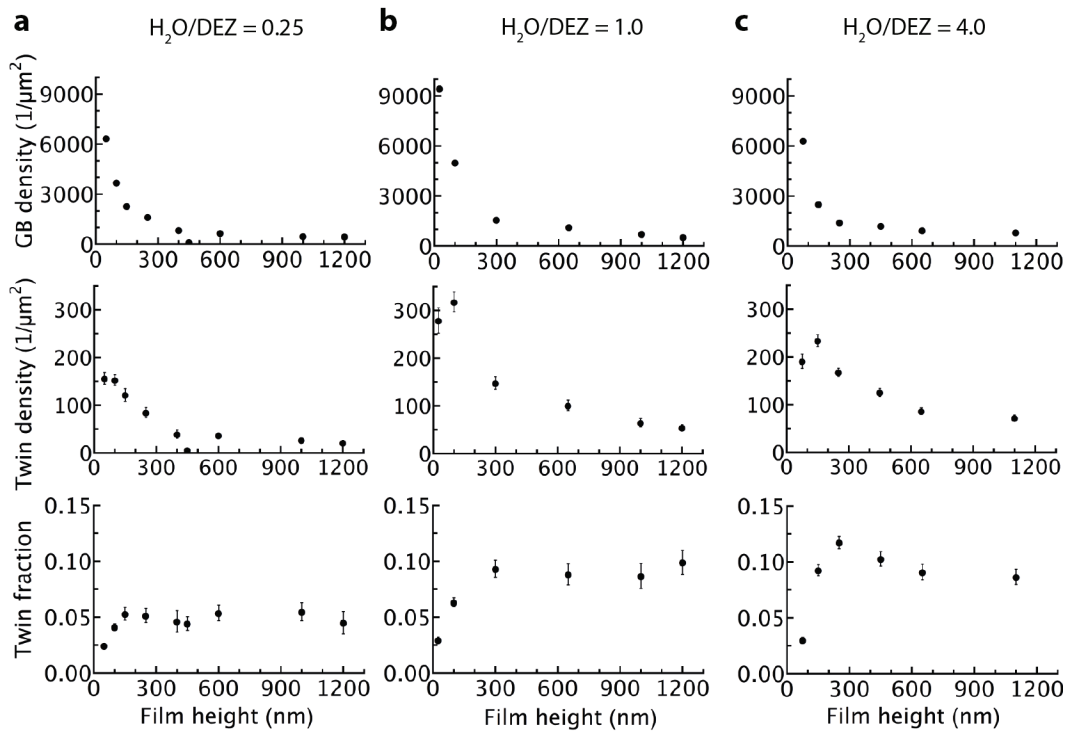 a H₂O/DEZ = 0.25
b H₂O/DEZ = 1.0
c H₂O/DEZ = 4.0
GB density (1/μm²)
9000
6000
3000
0
0 300 600 900 1200
9000
6000
3000
0
0 300 600 900 1200
9000
6000
3000
0
0 300 600 900 1200
Twin density (1/μm²)
300
200
100
0
0 300 600 900 1200
300
200
100
0
0 300 600 900 1200
300
200
100
0
0 300 600 900 1200
Twin fraction
0.15
0.10
0.05
0.00
0 300 600 900 1200
Film height (nm)
0.15
0.10
0.05
0.00
0 300 600 900 1200
Film height (nm)
0.15
0.10
0.05
0.00
0 300 600 900 1200
Film height (nm)